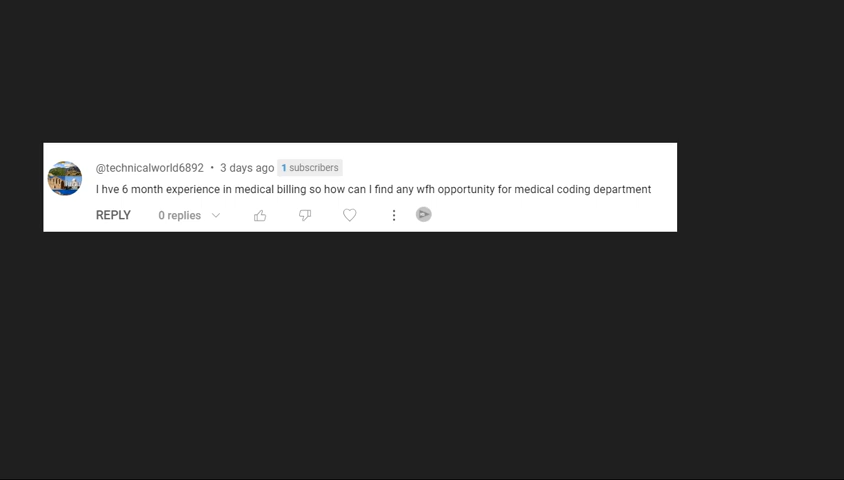 @technicalworld6892 • 3 days ago 1 subscribers
I hve 6 month experience in medical billing so how can I find any wfh opportunity for medical coding department
REPLY 0 replies